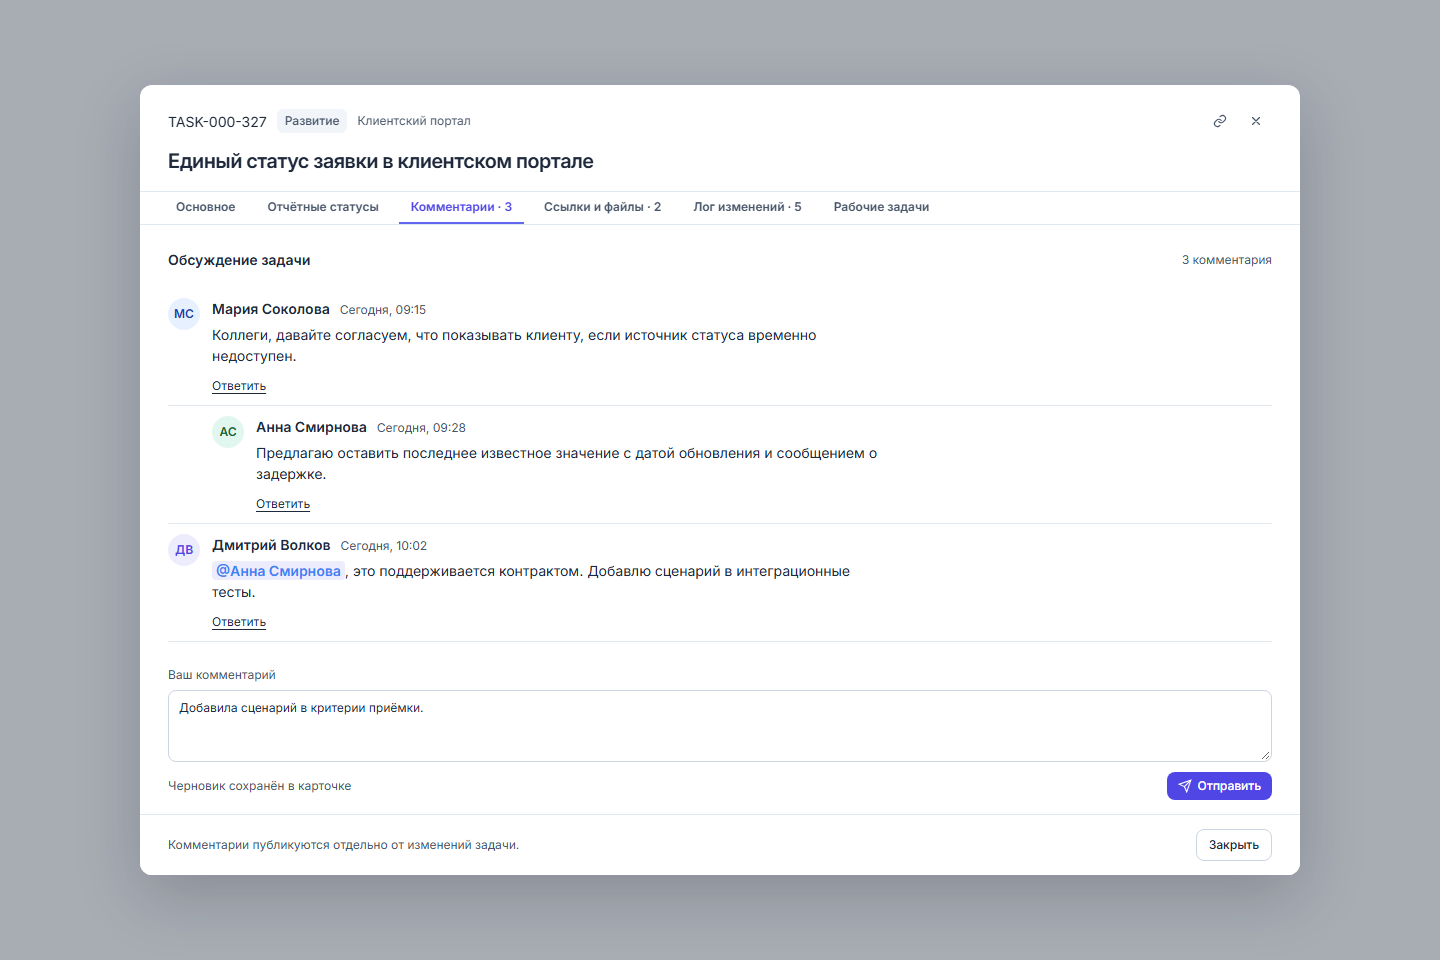 TASK-000-327 Развитие Клиентский портал
Единый статус заявки в клиентском портале
Основное Отчётные статусы Комментарии · 3 Ссылки и файлы · 2 Лог изменений · 5 Рабочие задачи
Обсуждение задачи 3 комментария
МС Мария Соколова Сегодня, 09:15
Коллеги, давайте согласуем, что показывать клиенту, если источник статуса временно
недоступен.
Ответить
АС Анна Смирнова Сегодня, 09:28
Предлагаю оставить последнее известное значение с датой обновления и сообщением о
задержке.
Ответить
ДВ Дмитрий Волков Сегодня, 10:02
@Анна Смирнова, это поддерживается контрактом. Добавлю сценарий в интеграционные
тесты.
Ответить
Ваш комментарий
Добавила сценарий в критерии приёмки.
Черновик сохранён в карточке Отправить
Комментарии публикуются отдельно от изменений задачи. Закрыть